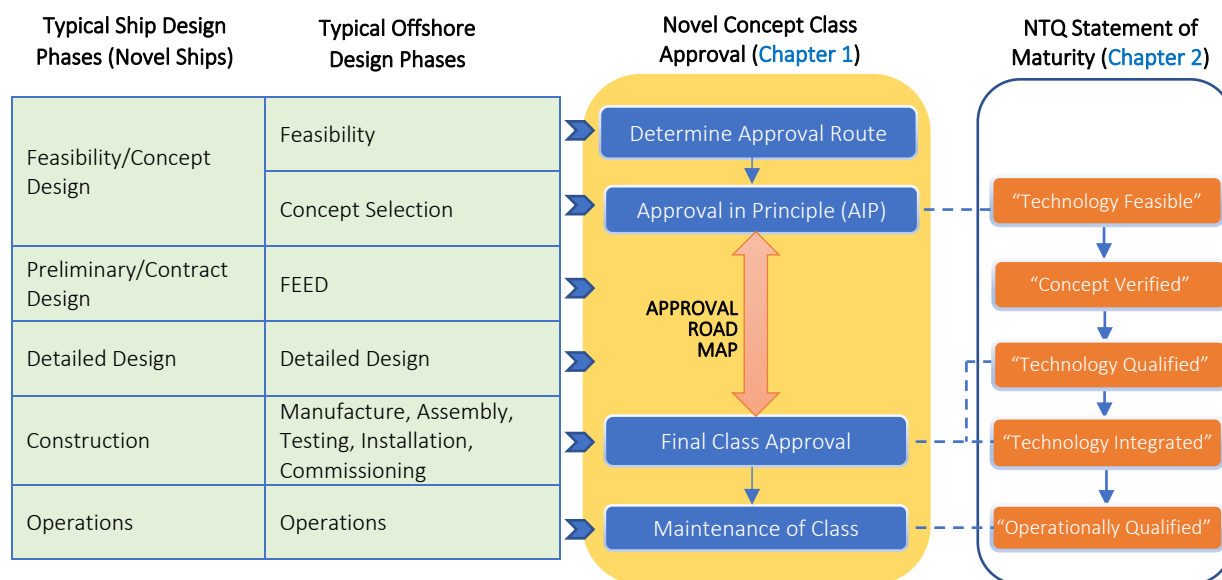 Typical Ship Design
Phases (Novel Ships)
Typical Offshore
Design Phases
Novel Concept Class
Approval (Chapter 1)
NTQ Statement of
Maturity (Chapter 2)
Feasibility/Concept
Design
Feasibility
Determine Approval Route
Concept Selection
Approval in Principle (AIP)
“Technology Feasible”
Preliminary/Contract
Design
FEED
“Concept Verified”
APPROVAL
ROAD
MAP
Detailed Design
Detailed Design
“Technology Qualified”
Construction
Manufacture, Assembly,
Testing, Installation,
Commissioning
Final Class Approval
“Technology Integrated”
Operations
Operations
Maintenance of Class
“Operationally Qualified”